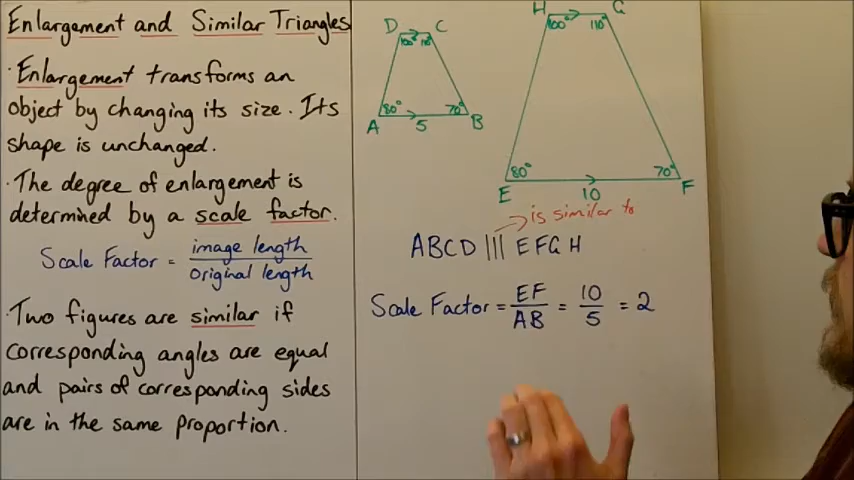 Enlargement and Similar Triangles
· Enlargement transforms an
object by changing its size. Its
shape is unchanged.
· The degree of enlargement is
determined by a scale factor.
Scale Factor = image length / original length
· Two figures are similar if
corresponding angles are equal
and pairs of corresponding sides
are in the same proportion.
D C
100° 110°
80° 70°
A 5 B
H G
100° 110°
80° 70°
E 10 F
is similar to
ABCD ||| EFGH
Scale Factor = EF / AB = 10 / 5 = 2